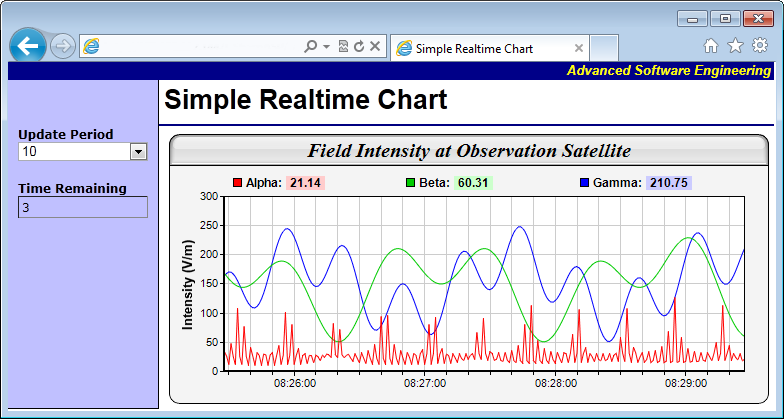 Simple Realtime Chart
Advanced Software Engineering
Simple Realtime Chart
Update Period
10
Time Remaining
3
Field Intensity at Observation Satellite
Alpha: 21.14 Beta: 60.31 Gamma: 210.75
Intensity (V/m)
300
250
200
150
100
50
0
08:26:00 08:27:00 08:28:00 08:29:00